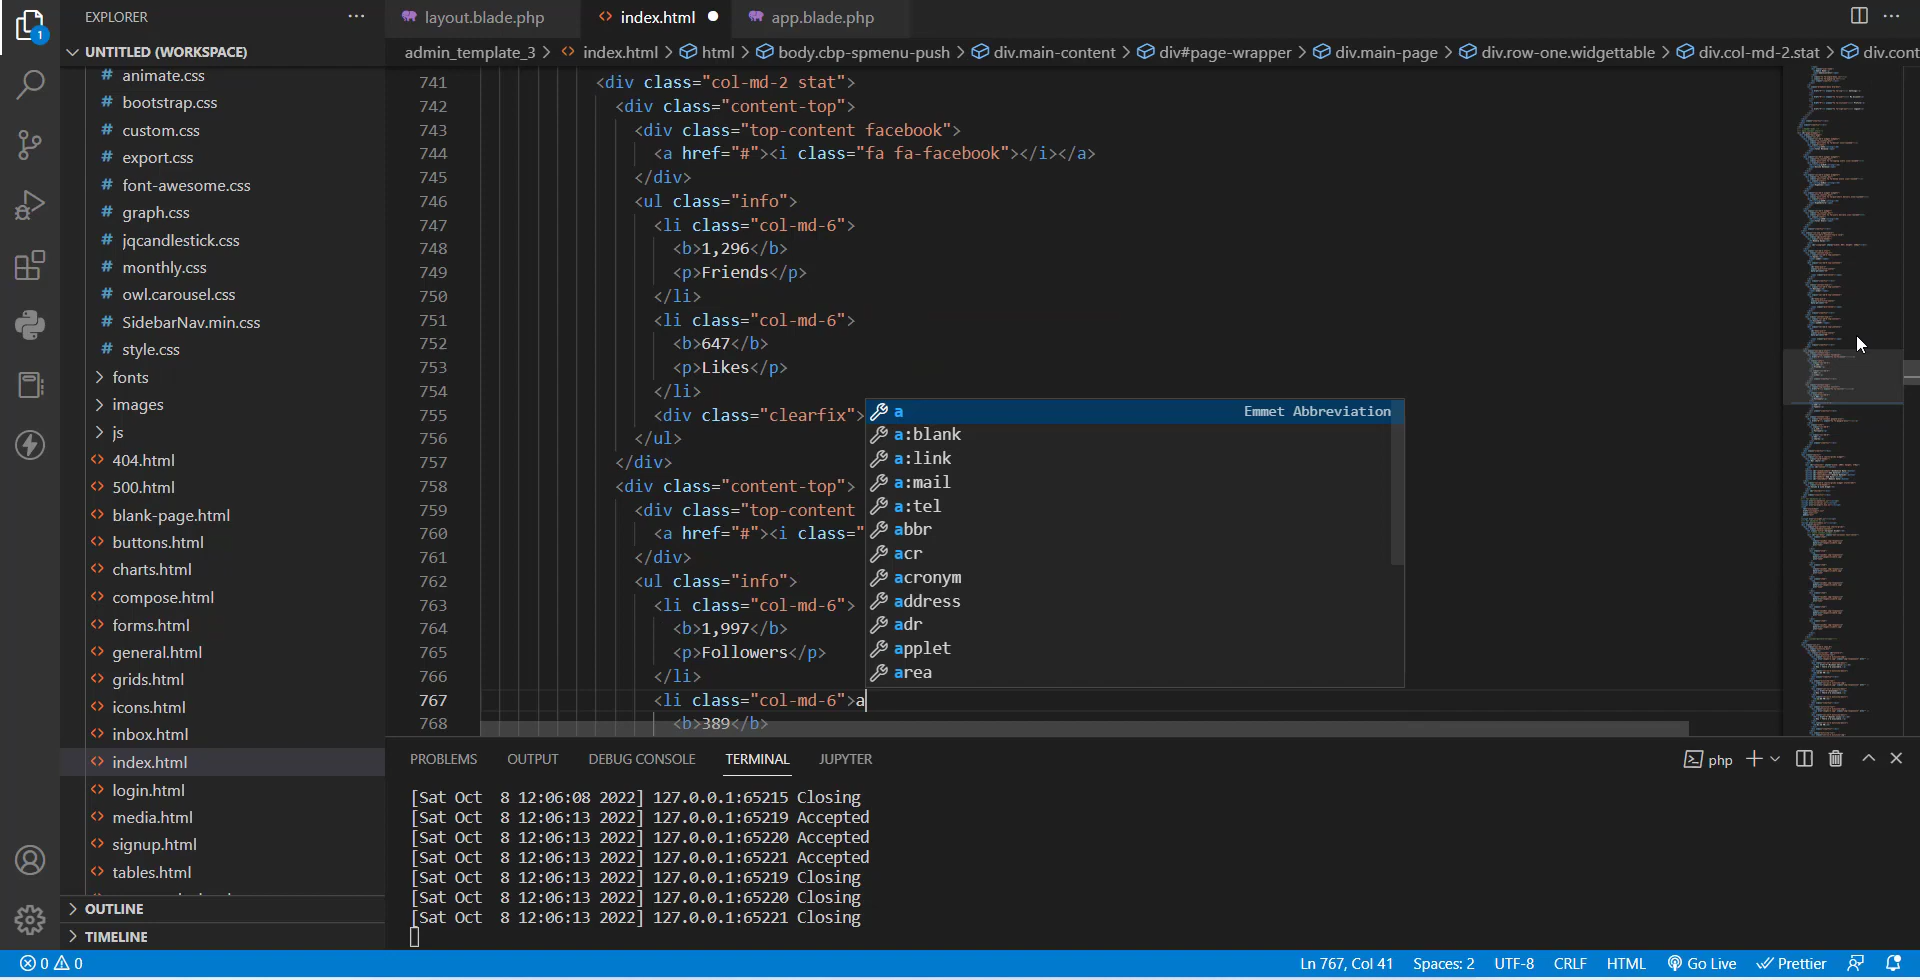 EXPLORER
1
UNTITLED (WORKSPACE)
# animate.css
# bootstrap.css
# custom.css
# export.css
# font-awesome.css
# graph.css
# jqcandlestick.css
# monthly.css
# owl.carousel.css
# SidebarNav.min.css
# style.css
fonts
images
js
404.html
500.html
blank-page.html
buttons.html
charts.html
compose.html
forms.html
general.html
grids.html
icons.html
inbox.html
index.html
login.html
media.html
signup.html
tables.html
OUTLINE
TIMELINE
layout.blade.php
index.html
app.blade.php
admin_template_3 > index.html > html > body.cbp-spmenu-push > div.main-content > div#page-wrapper > div.main-page > div.row-one.widgettable > div.col-md-2.stat > div.cont
741 <div class="col-md-2 stat">
742 <div class="content-top">
743 <div class="top-content facebook">
744 <a href="#"><i class="fa fa-facebook"></i></a>
745 </div>
746 <ul class="info">
747 <li class="col-md-6">
748 <b>1,296</b>
749 <p>Friends</p>
750 </li>
751 <li class="col-md-6">
752 <b>647</b>
753 <p>Likes</p>
754 </li>
755 <div class="clearfix">
756 </ul>
757 </div>
758 <div class="content-top">
759 <div class="top-content
760 <a href="#"><i class="
761 </div>
762 <ul class="info">
763 <li class="col-md-6">
764 <b>1,997</b>
765 <p>Followers</p>
766 </li>
767 <li class="col-md-6">a
768 <b>389</b>
a Emmet Abbreviation
a:blank
a:link
a:mail
a:tel
abbr
acr
acronym
address
adr
applet
area
PROBLEMS OUTPUT DEBUG CONSOLE TERMINAL JUPYTER
php
[Sat Oct  8 12:06:08 2022] 127.0.0.1:65215 Closing
[Sat Oct  8 12:06:13 2022] 127.0.0.1:65219 Accepted
[Sat Oct  8 12:06:13 2022] 127.0.0.1:65220 Accepted
[Sat Oct  8 12:06:13 2022] 127.0.0.1:65221 Accepted
[Sat Oct  8 12:06:13 2022] 127.0.0.1:65219 Closing
[Sat Oct  8 12:06:13 2022] 127.0.0.1:65220 Closing
[Sat Oct  8 12:06:13 2022] 127.0.0.1:65221 Closing
0 0
Ln 767, Col 41 Spaces: 2 UTF-8 CRLF HTML Go Live Prettier